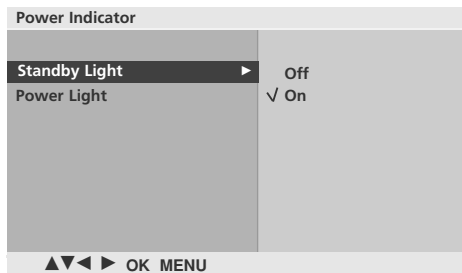 Power Indicator
Standby Light ►
Off
Power Light
√ On
▲▼◄ ► OK MENU